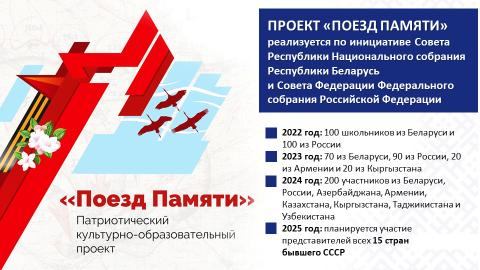 «Поезд Памяти»
Патриотический
культурно-образовательный
проект
ПРОЕКТ «ПОЕЗД ПАМЯТИ»
реализуется по инициативе Совета
Республики Национального собрания
Республики Беларусь
и Совета Федерации Федерального
собрания Российской Федерации
2022 год: 100 школьников из Беларуси и
100 из России
2023 год: 70 из Беларуси, 90 из России, 20
из Армении и 20 из Кыргызстана
2024 год: 200 участников из Беларуси,
России, Азербайджана, Армении,
Казахстана, Кыргызстана, Таджикистана и
Узбекистана
2025 год: планируется участие
представителей всех 15 стран
бывшего СССР